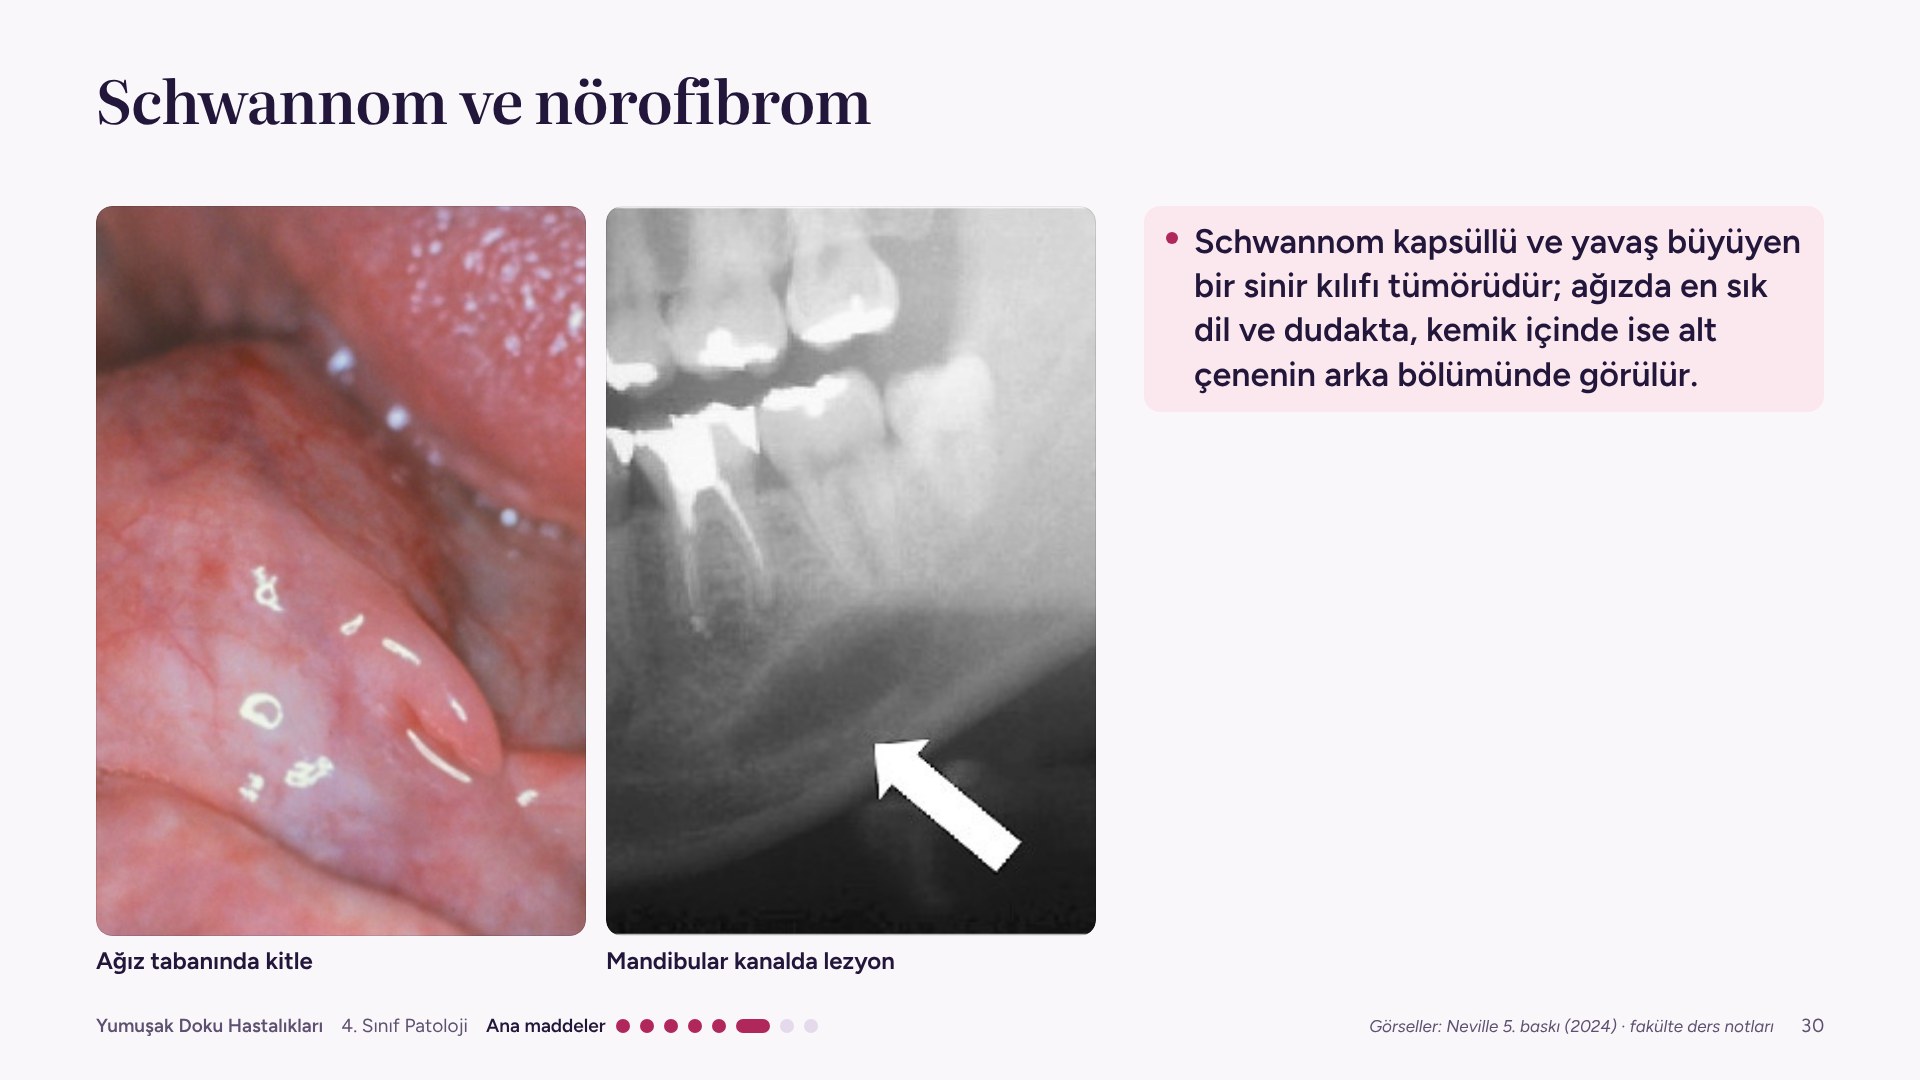 Schwannom ve nörofibrom
Schwannom kapsüllü ve yavaş büyüyen
bir sinir kılıfı tümörüdür; ağızda en sık
dil ve dudakta, kemik içinde ise alt
çenenin arka bölümünde görülür.
Ağız tabanında kitle
Mandibular kanalda lezyon
Yumuşak Doku Hastalıkları 4. Sınıf Patoloji Ana maddeler
Görseller: Neville 5. baskı (2024) · fakülte ders notları 30